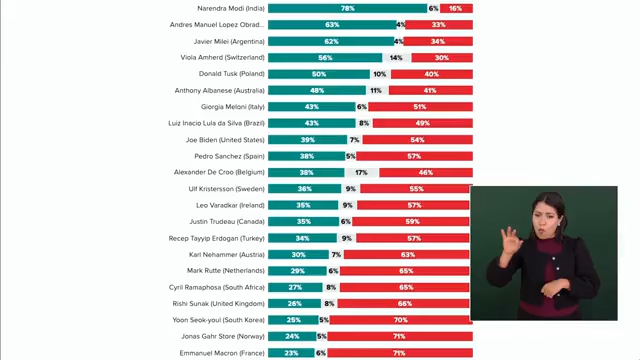 Narendra Modi (India) 78% 6% 16%
Andres Manuel Lopez Obrad... 63% 4% 33%
Javier Milei (Argentina) 62% 4% 34%
Viola Amherd (Switzerland) 56% 14% 30%
Donald Tusk (Poland) 50% 10% 40%
Anthony Albanese (Australia) 48% 11% 41%
Giorgia Meloni (Italy) 43% 6% 51%
Luiz Inacio Lula da Silva (Brazil) 43% 8% 49%
Joe Biden (United States) 39% 7% 54%
Pedro Sanchez (Spain) 38% 5% 57%
Alexander De Croo (Belgium) 38% 17% 46%
Ulf Kristersson (Sweden) 36% 9% 55%
Leo Varadkar (Ireland) 35% 9% 57%
Justin Trudeau (Canada) 35% 6% 59%
Recep Tayyip Erdogan (Turkey) 34% 9% 57%
Karl Nehammer (Austria) 30% 7% 63%
Mark Rutte (Netherlands) 29% 6% 65%
Cyril Ramaphosa (South Africa) 27% 8% 65%
Rishi Sunak (United Kingdom) 26% 8% 66%
Yoon Seok-youl (South Korea) 25% 5% 70%
Jonas Gahr Store (Norway) 24% 5% 71%
Emmanuel Macron (France) 23% 6% 71%